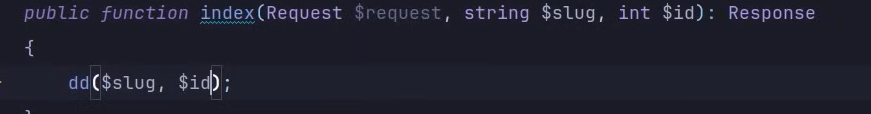 public function index(Request $request, string $slug, int $id): Response
{
dd($slug, $id);
}